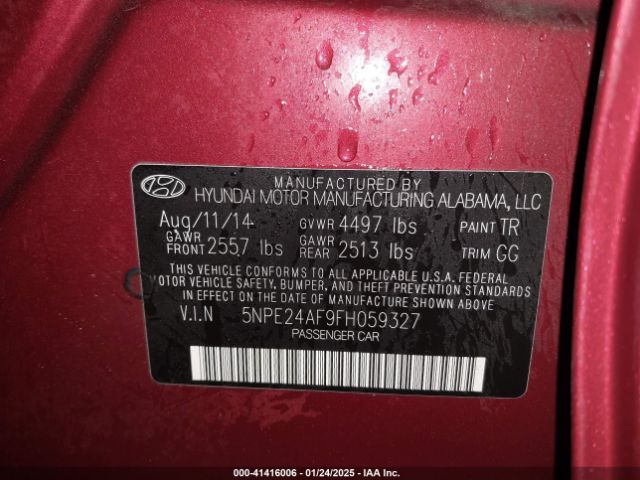 MANUFACTURED BY
HYUNDAI MOTOR MANUFACTURING ALABAMA, LLC
Aug/11/14 GVWR 4497 lbs PAINT TR
GAWR FRONT 2557 lbs GAWR REAR 2513 lbs TRIM GG
THIS VEHICLE CONFORMS TO ALL APPLICABLE U.S.A. FEDERAL
MOTOR VEHICLE SAFETY, BUMPER, AND THEFT PREVENTION STANDARDS
IN EFFECT ON THE DATE OF MANUFACTURE SHOWN ABOVE
V.I.N 5NPE24AF9FH059327
PASSENGER CAR
000-41416006 - 01/24/2025 - IAA Inc.